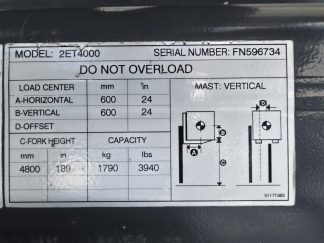 MODEL: 2ET4000 SERIAL NUMBER: FN596734
DO NOT OVERLOAD
LOAD CENTER mm in MAST: VERTICAL
A-HORIZONTAL 600 24
B-VERTICAL 600 24
D-OFFSET
C-FORK HEIGHT CAPACITY
mm in kg lbs
4800 189 1790 3940
D
B
A
C